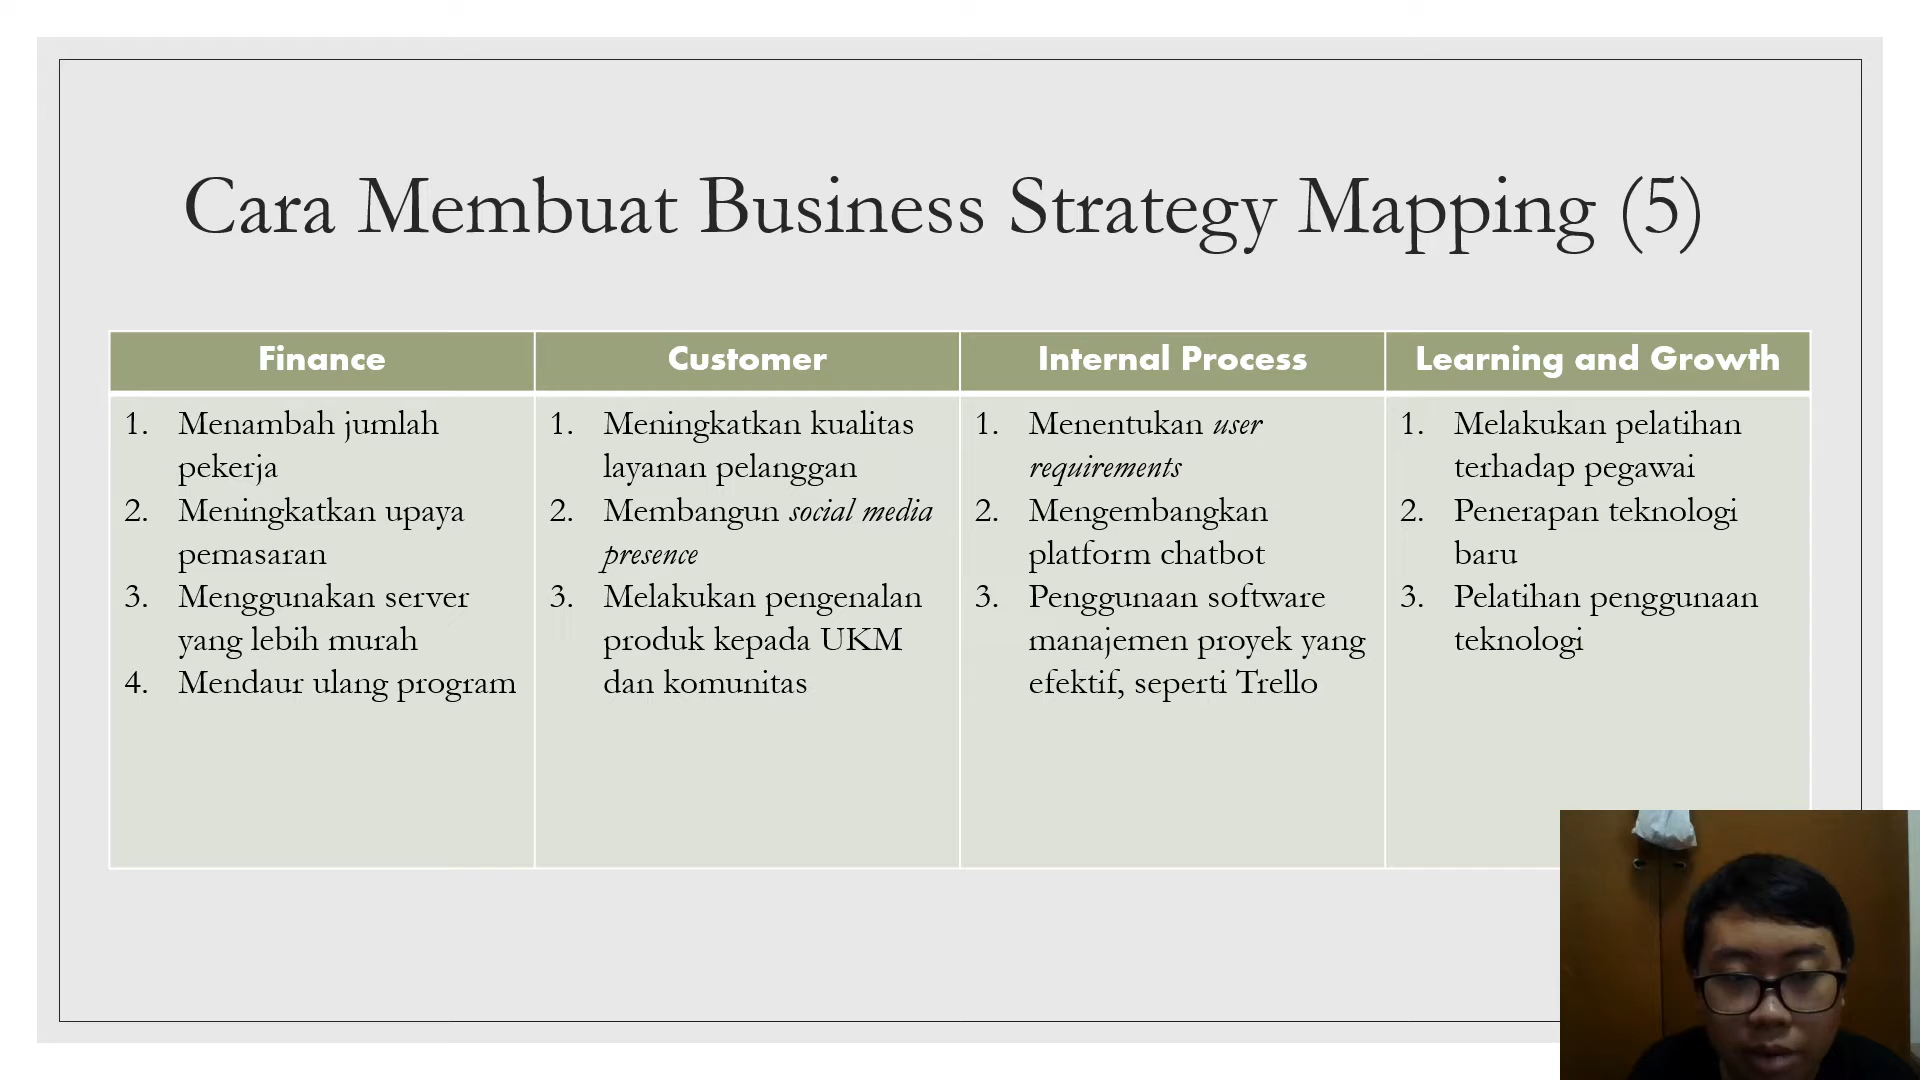 Cara Membuat Business Strategy Mapping (5)
Finance
1. Menambah jumlah
pekerja
2. Meningkatkan upaya
pemasaran
3. Menggunakan server
yang lebih murah
4. Mendaur ulang program
Customer
1. Meningkatkan kualitas
layanan pelanggan
2. Membangun social media
presence
3. Melakukan pengenalan
produk kepada UKM
dan komunitas
Internal Process
1. Menentukan user
requirements
2. Mengembangkan
platform chatbot
3. Penggunaan software
manajemen proyek yang
efektif, seperti Trello
Learning and Growth
1. Melakukan pelatihan
terhadap pegawai
2. Penerapan teknologi
baru
3. Pelatihan penggunaan
teknologi